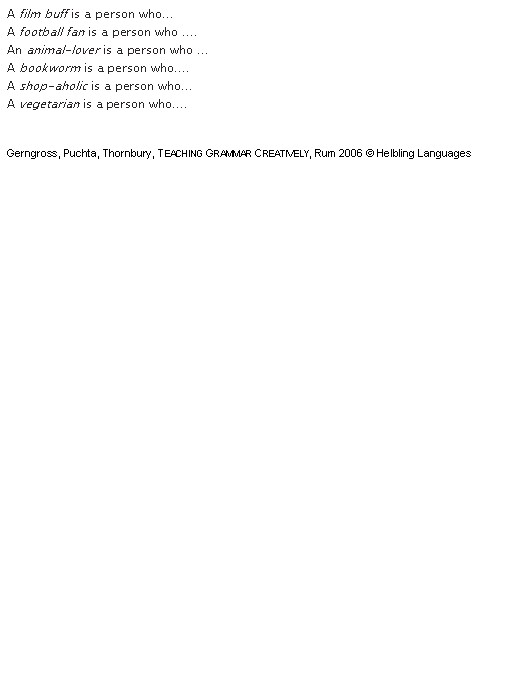 A film buff is a person who...
A football fan is a person who ....
An animal-lover is a person who ...
A bookworm is a person who....
A shop-aholic is a person who...
A vegetarian is a person who....
Gerngross, Puchta, Thornbury, TEACHING GRAMMAR CREATIVELY, Rum 2006 © Helbling Languages